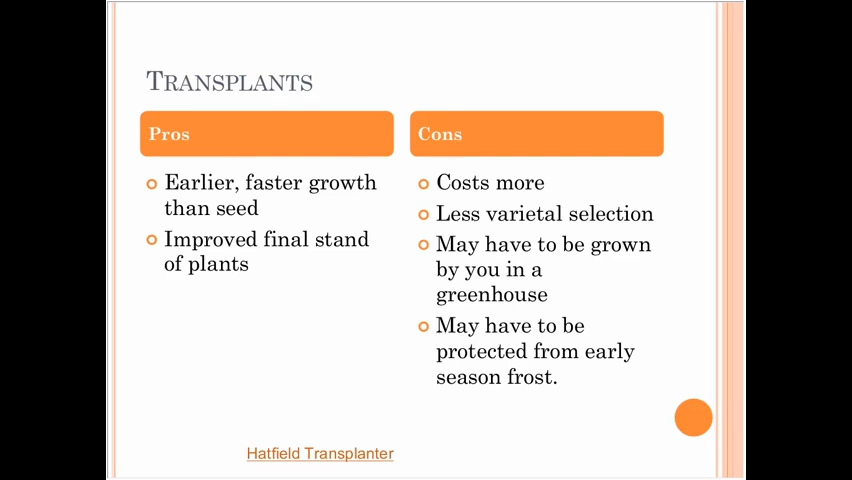 TRANSPLANTS
Pros
Earlier, faster growth
than seed
Improved final stand
of plants
Cons
Costs more
Less varietal selection
May have to be grown
by you in a
greenhouse
May have to be
protected from early
season frost.
Hatfield Transplanter